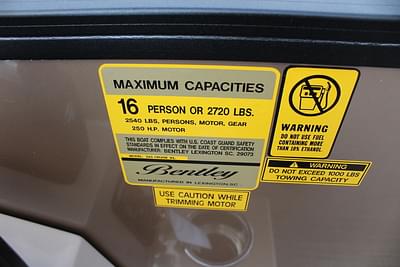 MAXIMUM CAPACITIES
16 PERSON OR 2720 LBS.
2540 LBS. PERSONS, MOTOR, GEAR
250 H.P. MOTOR
THIS BOAT COMPLIES WITH U.S. COAST GUARD SAFETY
STANDARDS IN EFFECT ON THE DATE OF CERTIFICATION
MANUFACTURER: BENTLEY LEXINGTON SC. 29073
Bentley
MANUFACTURED IN LEXINGTON SC
USE CAUTION WHILE
TRIMMING MOTOR
WARNING
DO NOT USE FUEL
CONTAINING MORE
THAN 10% ETHANOL
WARNING
DO NOT EXCEED 1000 LBS
TOWING CAPACITY